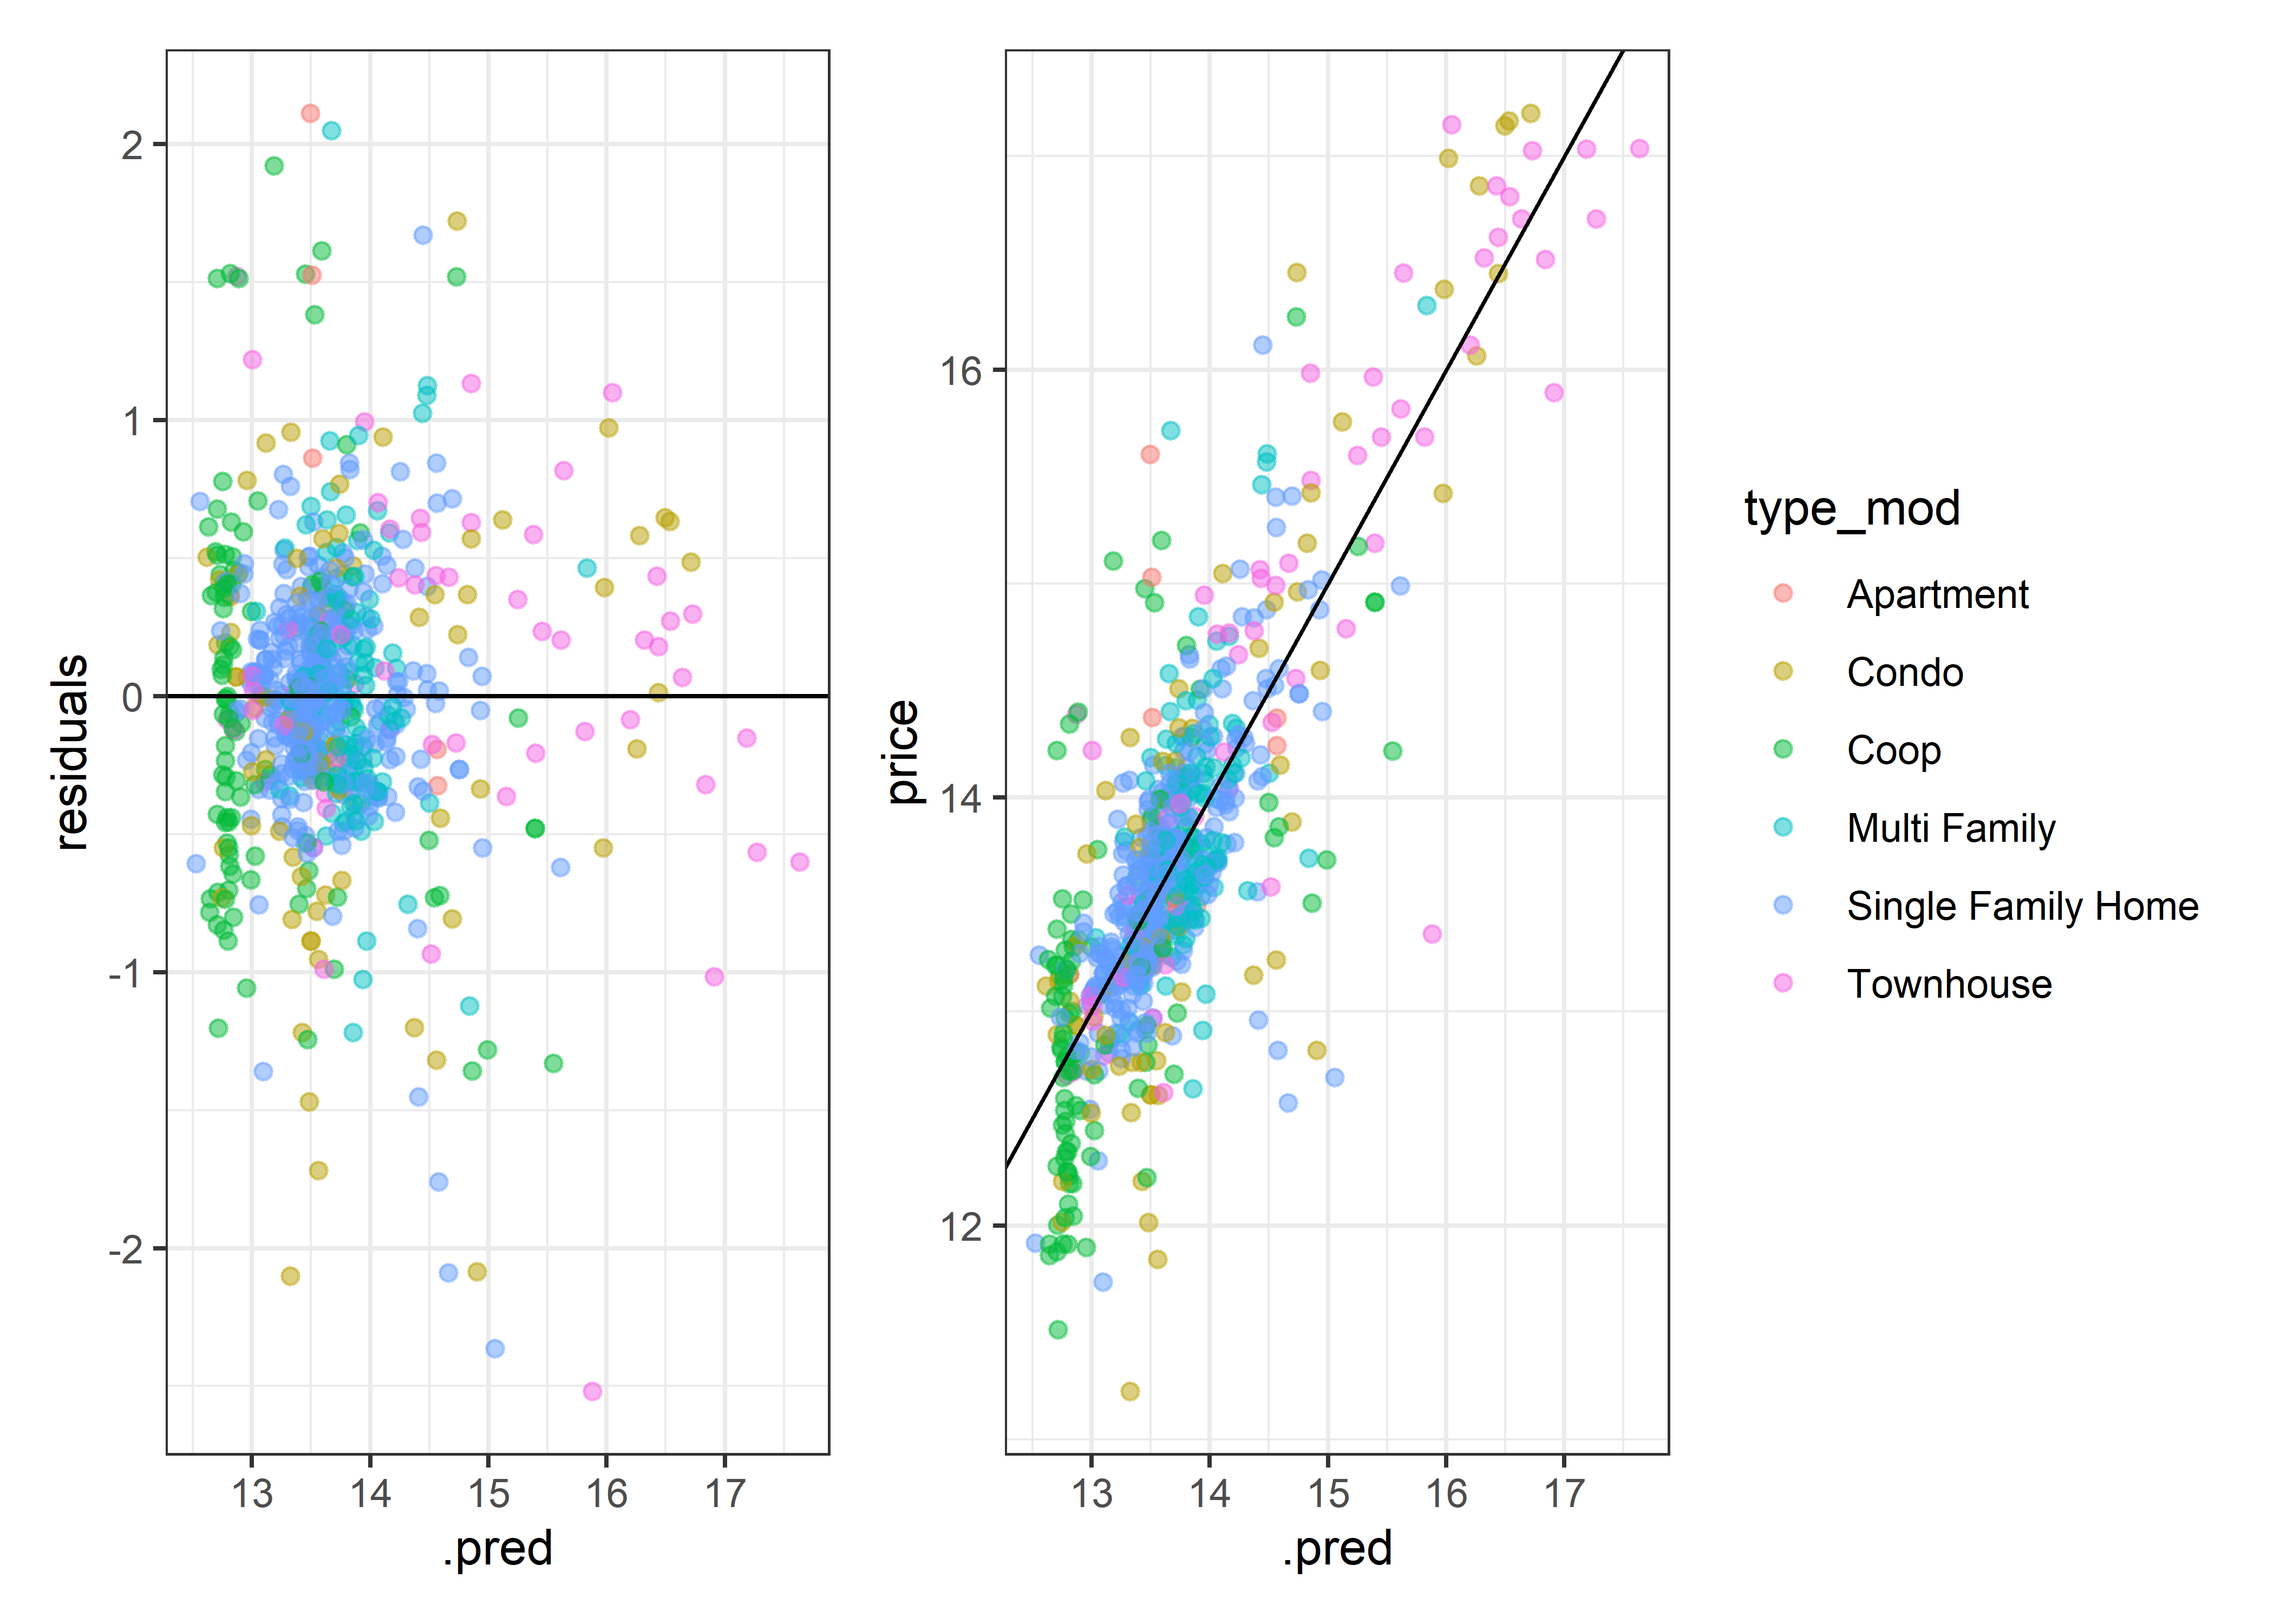 residuals
2
1
0
-1
-2
13 14 15 16 17
.pred
price
16
14
12
13 14 15 16 17
.pred
type_mod
Apartment
Condo
Coop
Multi Family
Single Family Home
Townhouse